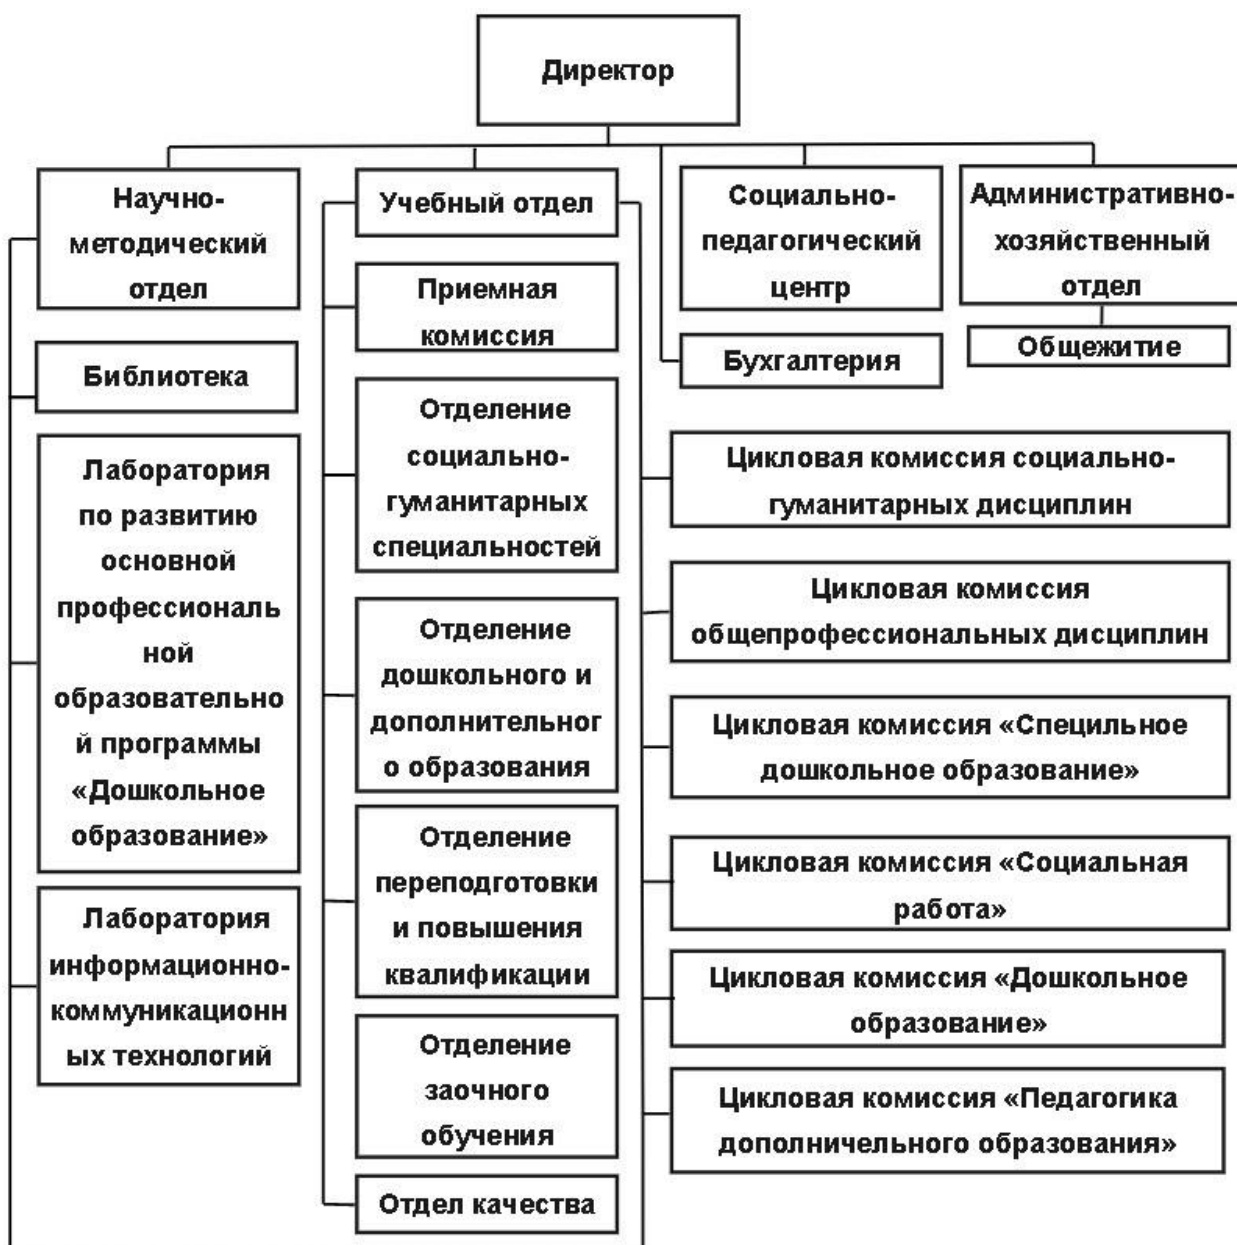 Директор
Научно-
методический
отдел
Библиотека
Лаборатория
по развитию
основной
профессиональ
ной
образовательно
й программы
«Дошкольное
образование»
Лаборатория
информационно-
коммуникационн
ых технологий
Учебный отдел
Приемная
комиссия
Отделение
социально-
гуманитарных
специальностей
Отделение
дошкольного и
дополнительног
о образования
Отделение
переподготовки
и повышения
квалификации
Отделение
заочного
обучения
Отдел качества
Социально-
педагогический
центр
Бухгалтерия
Административно-
хозяйственный
отдел
Общежитие
Цикловая комиссия социально-
гуманитарных дисциплин
Цикловая комиссия
общепрофессиональных дисциплин
Цикловая комиссия «Специльное
дошкольное образование»
Цикловая комиссия «Социальная
работа»
Цикловая комиссия «Дошкольное
образование»
Цикловая комиссия «Педагогика
дополничельного образования»